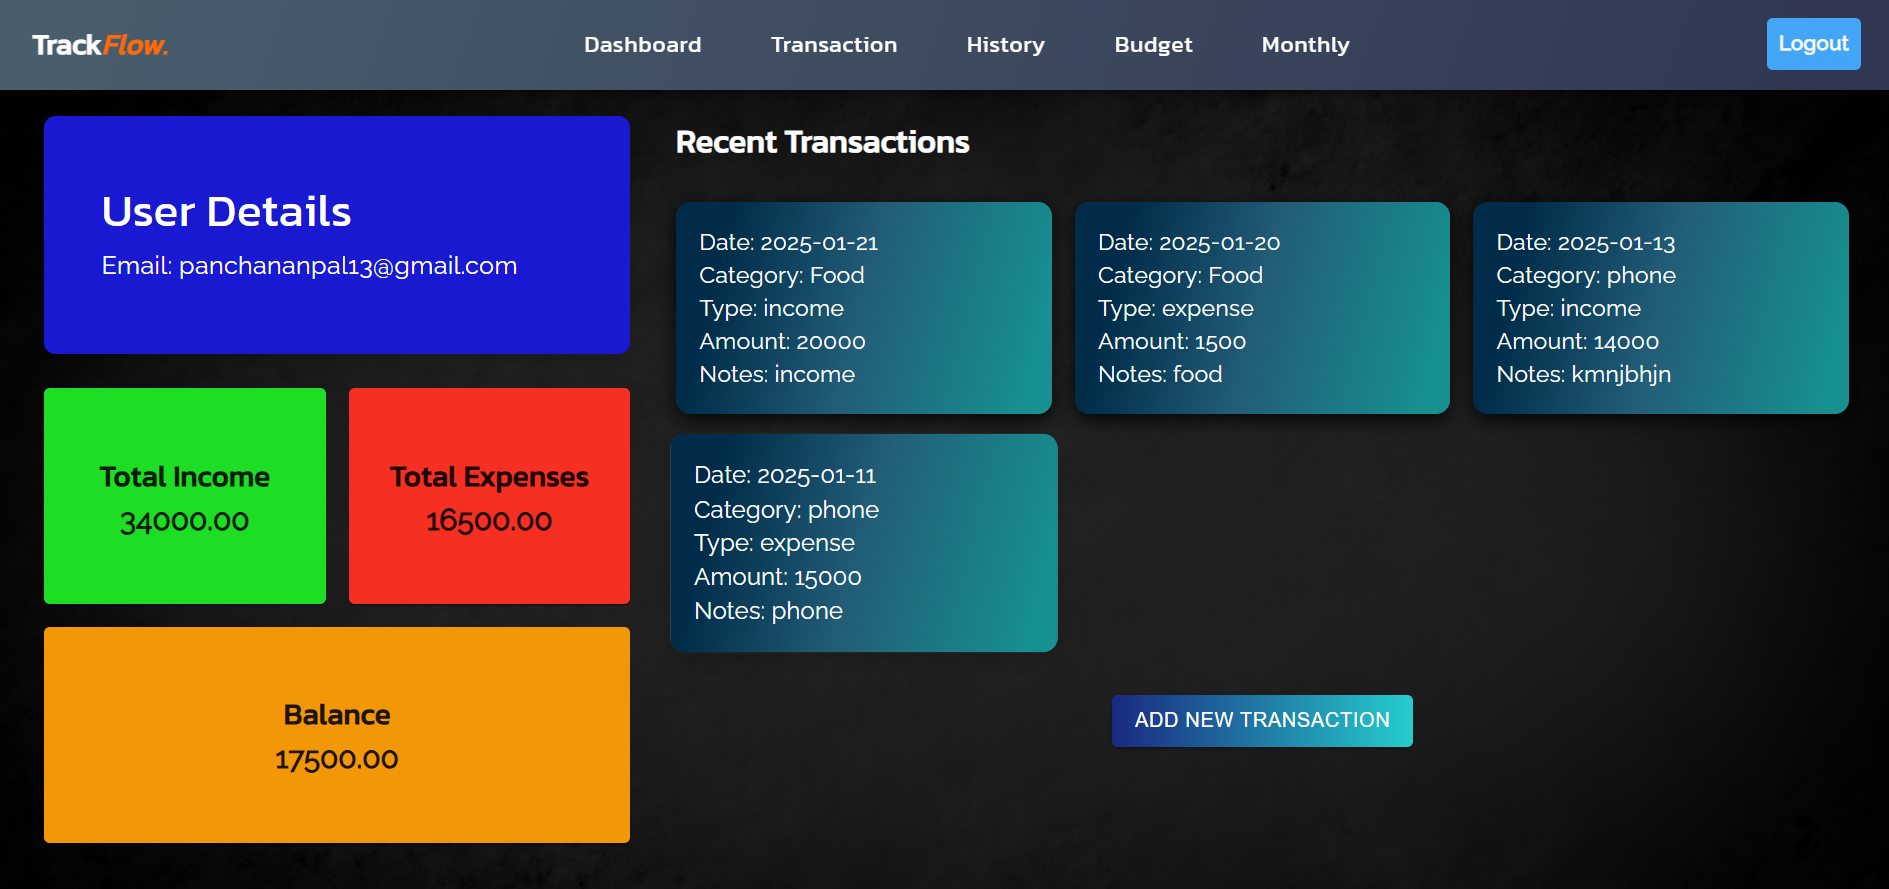 TrackFlow.
Dashboard
Transaction
History
Budget
Monthly
Logout
User Details
Email: panchananpal13@gmail.com
Total Income
34000.00
Total Expenses
16500.00
Balance
17500.00
Recent Transactions
Date: 2025-01-21
Category: Food
Type: income
Amount: 20000
Notes: income
Date: 2025-01-20
Category: Food
Type: expense
Amount: 1500
Notes: food
Date: 2025-01-13
Category: phone
Type: income
Amount: 14000
Notes: kmnjbhjn
Date: 2025-01-11
Category: phone
Type: expense
Amount: 15000
Notes: phone
ADD NEW TRANSACTION